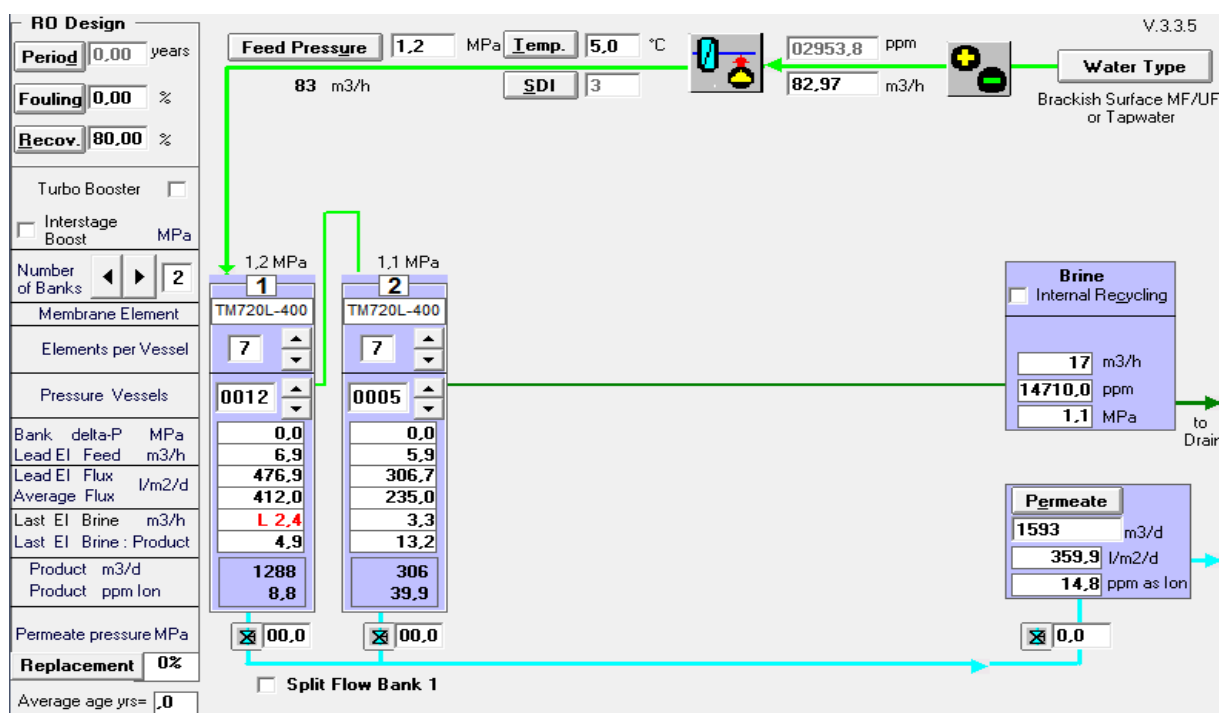 RO Design
V.3.3.5
Period 0,00 years
Feed Pressure 1,2 MPa Temp. 5,0 °C 02953,8 ppm
Water Type
83 m3/h SDI 3 82,97 m3/h
Fouling 0,00 %
Brackish Surface MF/UF
or Tapwater
Recov. 80,00 %
Turbo Booster
Interstage
Boost MPa
1,2 MPa 1,1 MPa
Number
of Banks 2
1 2
Brine
Internal Recycling
Membrane Element TM720L-400 TM720L-400
Elements per Vessel 7 7
17 m3/h
Pressure Vessels 0012 0005
14710,0 ppm
1,1 MPa
to
Drain
Bank delta-P MPa 0,0 0,0
Lead El Feed m3/h 6,9 5,9
Lead El Flux l/m2/d 476,9 306,7
Average Flux 412,0 235,0
Permeate
Last El Brine m3/h L 2,4 3,3
1593 m3/d
Last El Brine : Product 4,9 13,2
359,9 l/m2/d
Product m3/d 1288 306
Product ppm Ion 8,8 39,9
14,8 ppm as Ion
Permeate pressure MPa 00,0 00,0 0,0
Replacement 0%
Split Flow Bank 1
Average age yrs= ,0